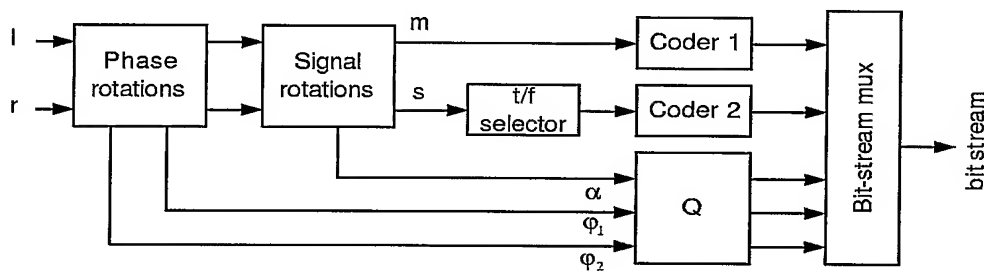 l
r
Phase
rotations
Signal
rotations
m
s
t/f
selector
Coder 1
Coder 2
α
φ₁
φ₂
Q
Bit-stream mux
bit stream